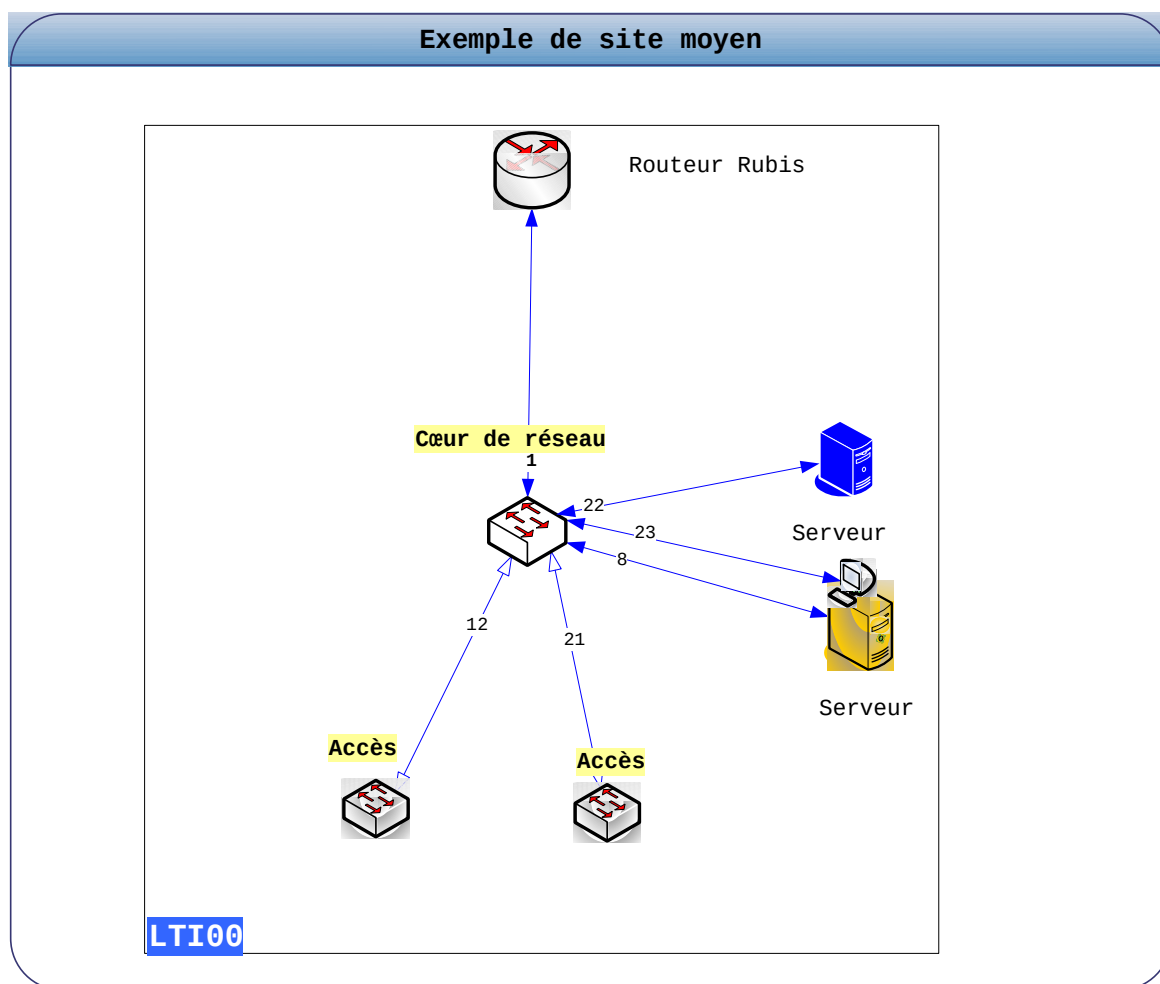 Exemple de site moyen
Routeur Rubis
Cœur de réseau
1
22
Serveur
23
8
12
21
Serveur
Accès
Accès
LTI00